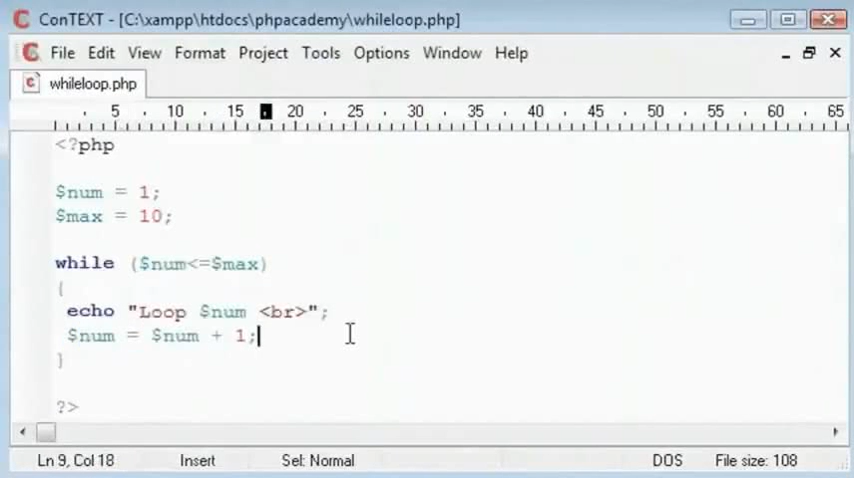 ConTEXT - [C:\xampp\htdocs\phpacademy\whileloop.php]
File Edit View Format Project Tools Options Window Help
whileloop.php
5 10 15 20 25 30 35 40 45 50 55 60 65
<?php
$num = 1;
$max = 10;
while ($num<=$max)
{
echo "Loop $num <br>";
$num = $num + 1;
}
?>
Ln 9, Col 18 Insert Sel: Normal DOS File size: 108